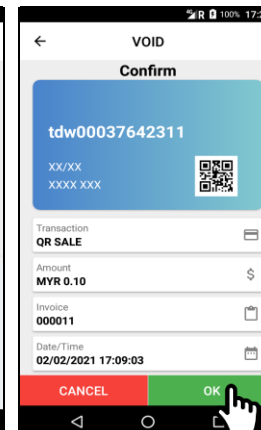 R 100% 17:2
VOID
Confirm
tdw00037642311
XX/XX
XXXX XXX
Transaction
QR SALE
Amount
MYR 0.10
$
Invoice
000011
Date/Time
02/02/2021 17:09:03
CANCEL
OK